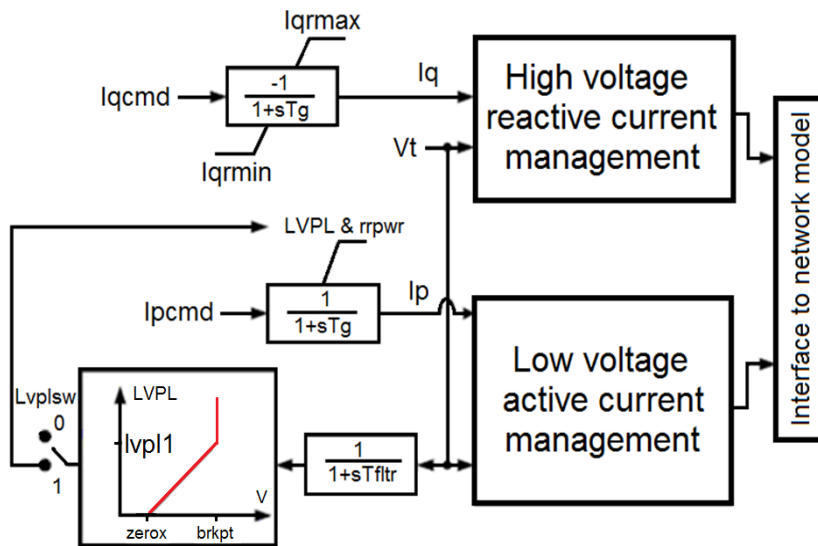 Iqrmax
Iqcmd
-1
1+sTg
Iq
Iqrmin
High voltage
reactive current
management
Vt
LVPL & rrpwr
Ipcmd
1
1+sTg
Ip
Low voltage
active current
management
Interface to network model
Lvplsw
0
1
LVPL
lvpl1
V
zerox
brkpt
1
1+sTfltr